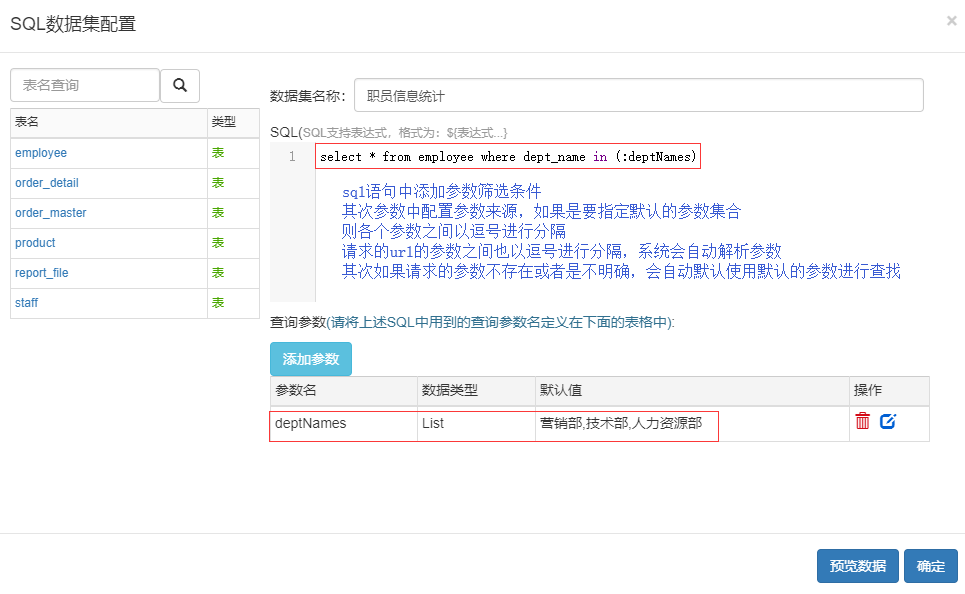 SQL数据集配置
×
表名查询
表名 类型
employee 表
order_detail 表
order_master 表
product 表
report_file 表
staff 表
数据集名称: 职员信息统计
SQL(SQL支持表达式，格式为：${表达式...}
1 select * from employee where dept_name in (:deptNames)
sql语句中添加参数筛选条件
其次参数中配置参数来源，如果是要指定默认的参数集合
则各个参数之间以逗号进行分隔
请求的url的参数之间也以逗号进行分隔，系统会自动解析参数
其次如果请求的参数不存在或者是不明确，会自动默认使用默认的参数进行查找
查询参数(请将上述SQL中用到的查询参数名定义在下面的表格中):
添加参数
参数名 数据类型 默认值 操作
deptNames List 营销部,技术部,人力资源部
预览数据 确定